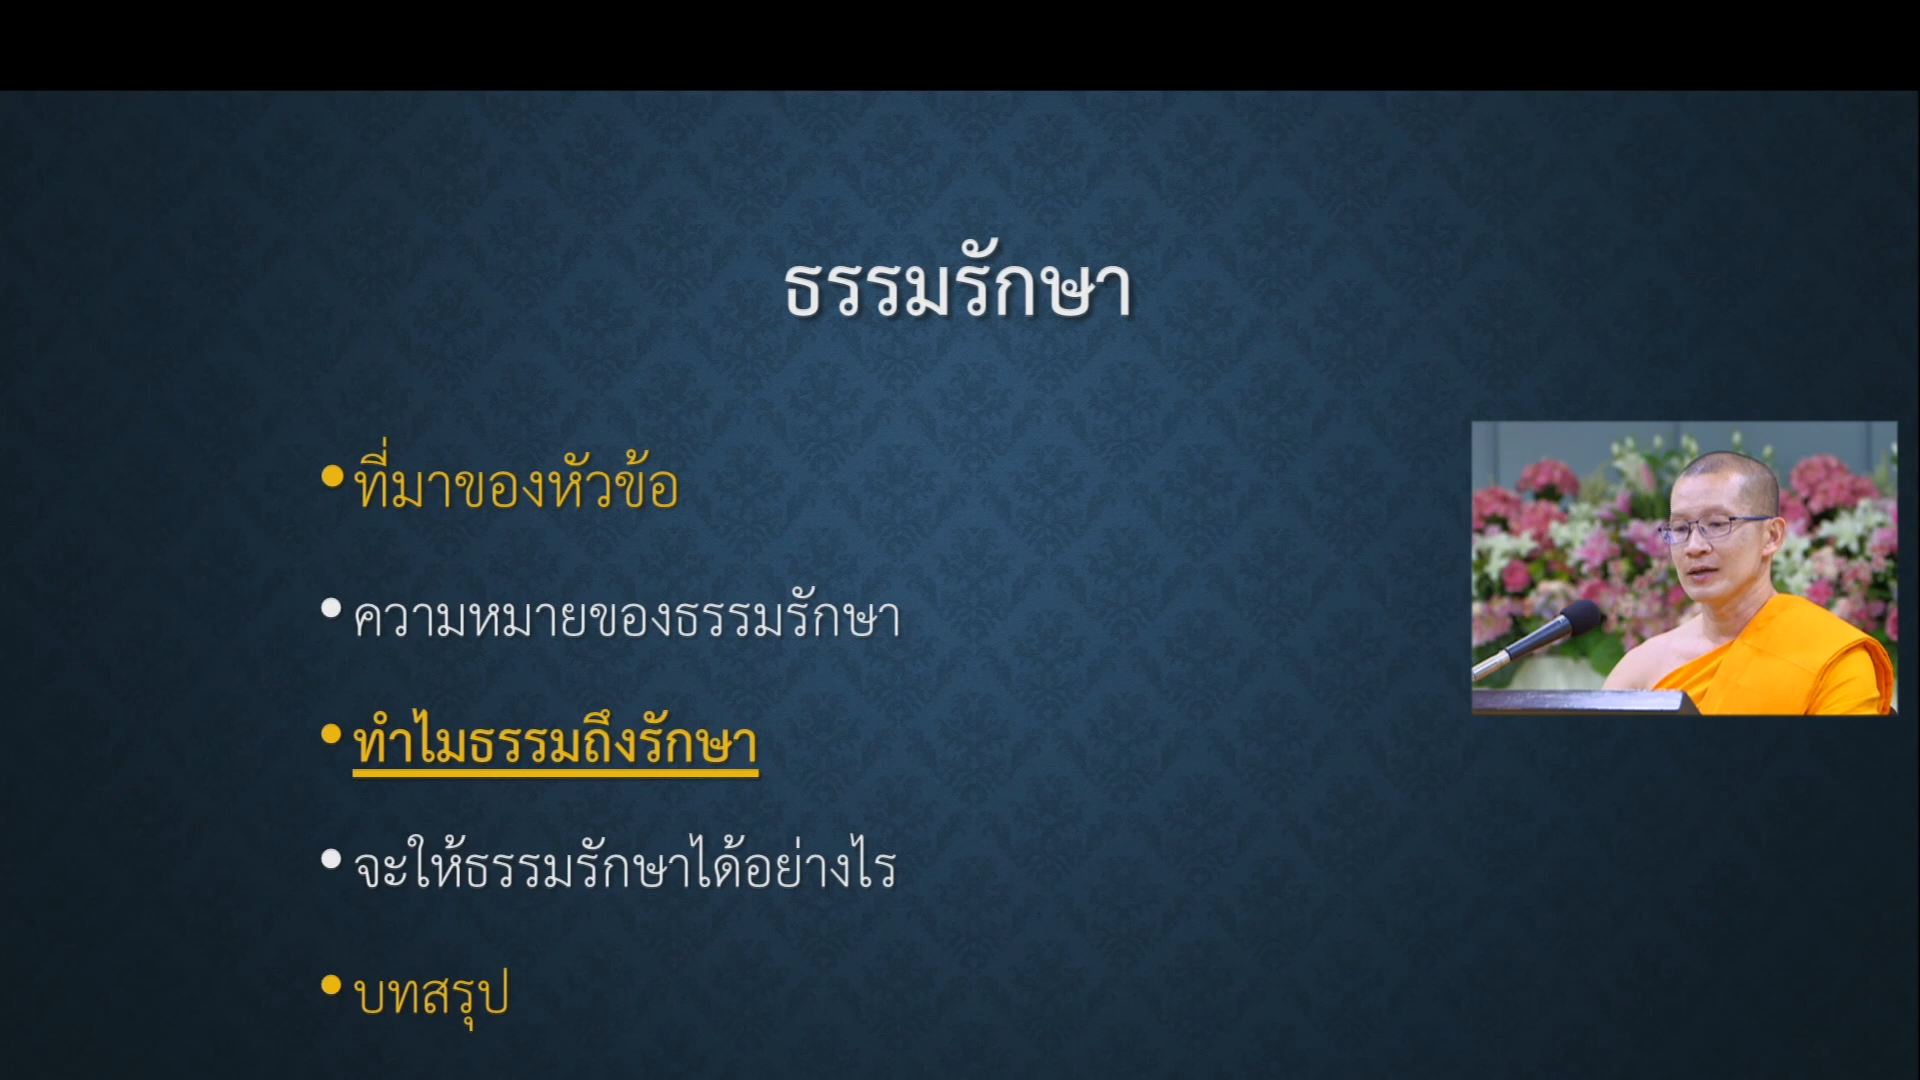 ธรรมรักษา
• ที่มาของหัวข้อ
• ความหมายของธรรมรักษา
• ทำไมธรรมถึงรักษา
• จะให้ธรรมรักษาได้อย่างไร
• บทสรุป